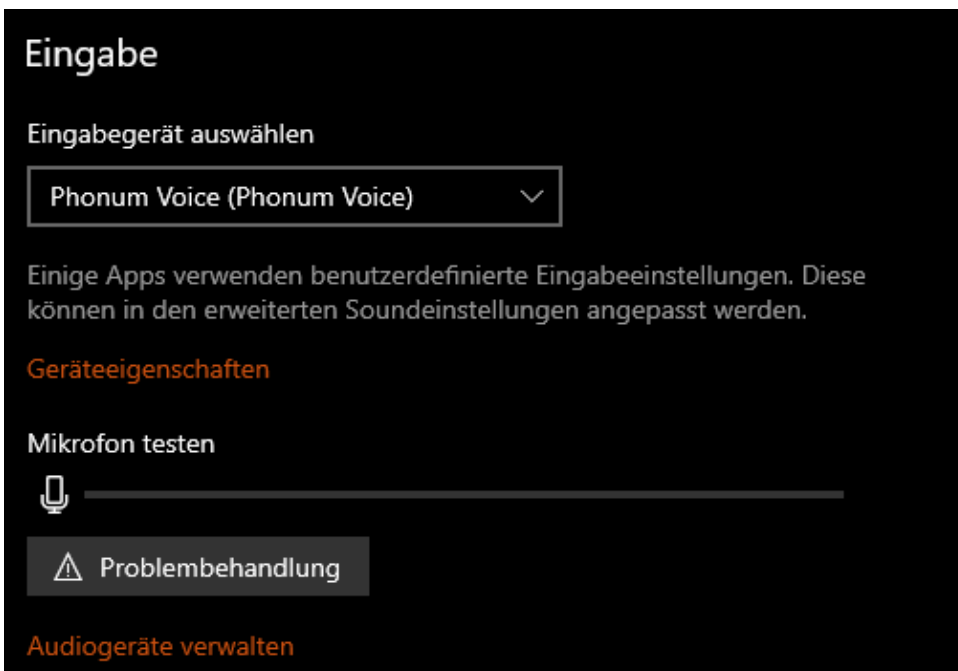 Eingabe
Eingabegerät auswählen
Phonum Voice (Phonum Voice)
Einige Apps verwenden benutzerdefinierte Eingabeeinstellungen. Diese
können in den erweiterten Soundeinstellungen angepasst werden.
Geräteeigenschaften
Mikrofon testen
Problembehandlung
Audiogeräte verwalten